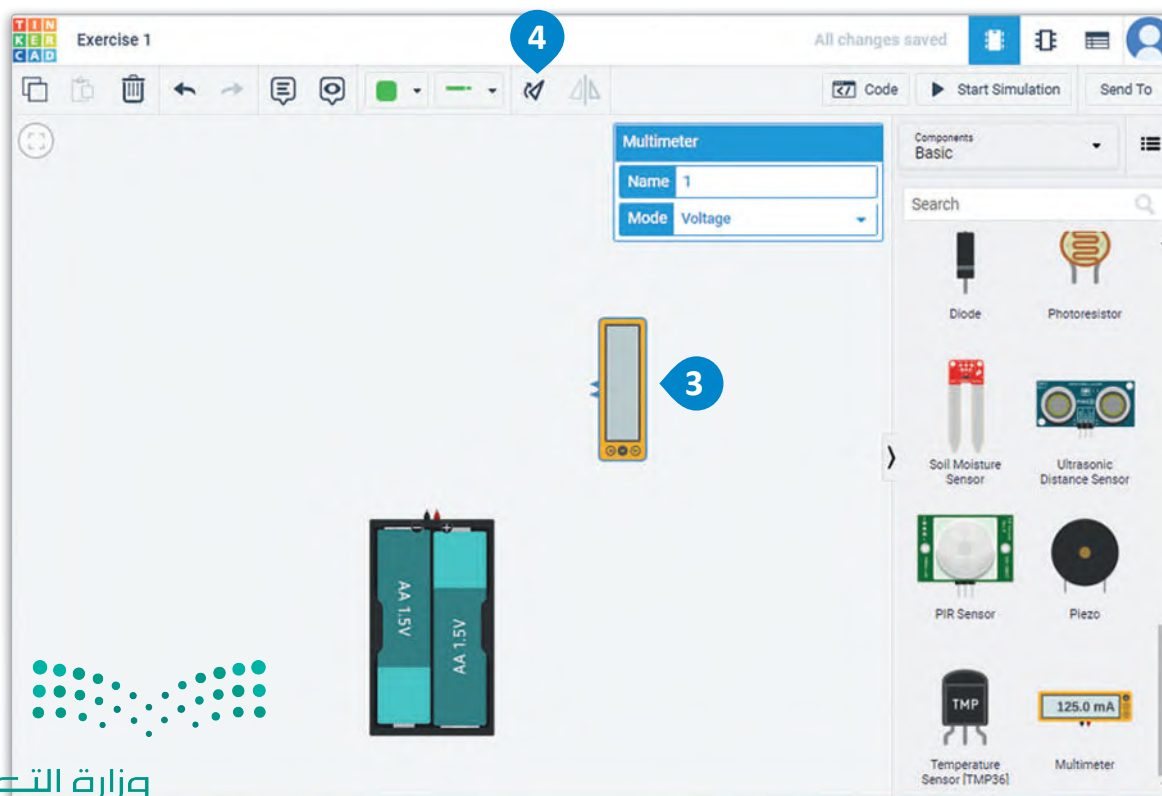 TIN
KER
CAD
Exercise 1
4
All changes saved
Code
Start Simulation
Send To
Multimeter
Name 1
Mode Voltage
Components
Basic
Search
Diode
Photoresistor
3
Soil Moisture
Sensor
Ultrasonic
Distance Sensor
AA 1.5V
AA 1.5V
PIR Sensor
Piezo
TMP
125.0 mA
Temperature
Sensor [TMP36]
Multimeter
وزارة التـ